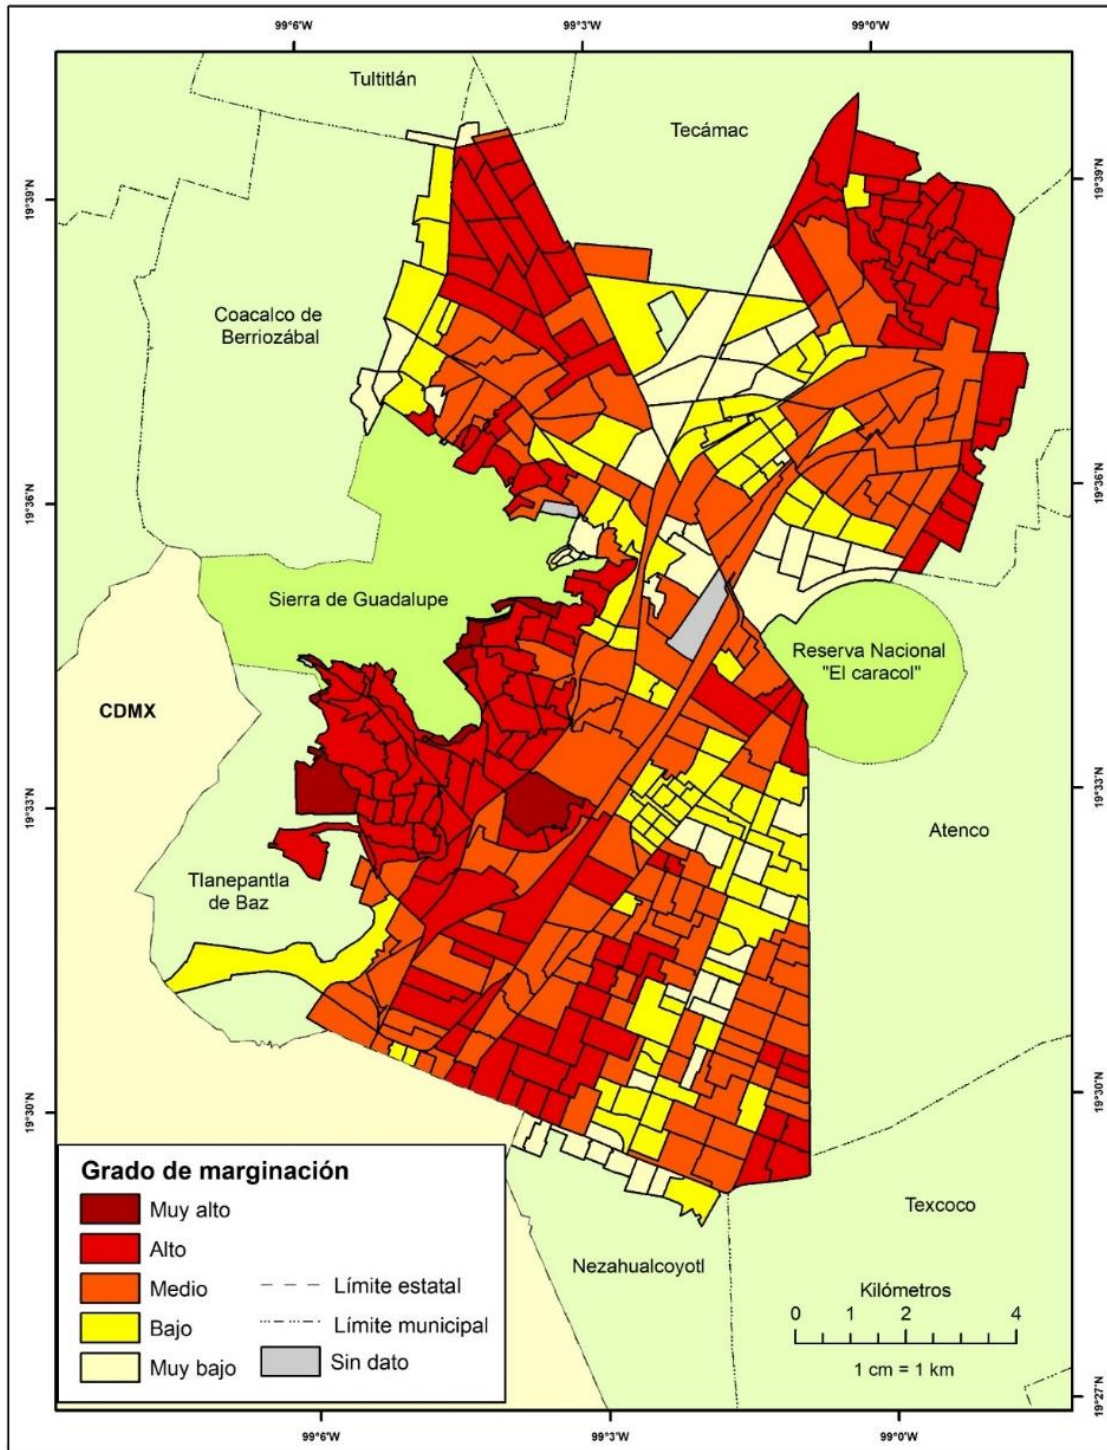 99°6'W
99°3'W
99°0'W
Tultitlán
Tecámac
19°39'N
19°39'N
Coacalco de
Berriozábal
19°36'N
19°36'N
Sierra de Guadalupe
Reserva Nacional
"El caracol"
CDMX
19°33'N
19°33'N
Atenco
Tlanepantla
de Baz
19°30'N
19°30'N
Grado de marginación
Muy alto
Alto
Medio
Bajo
Muy bajo
Límite estatal
Límite municipal
Sin dato
Texcoco
Nezahualcoyotl
Kilómetros
0 1 2 4
1 cm = 1 km
19°27'N
99°6'W
99°3'W
99°0'W